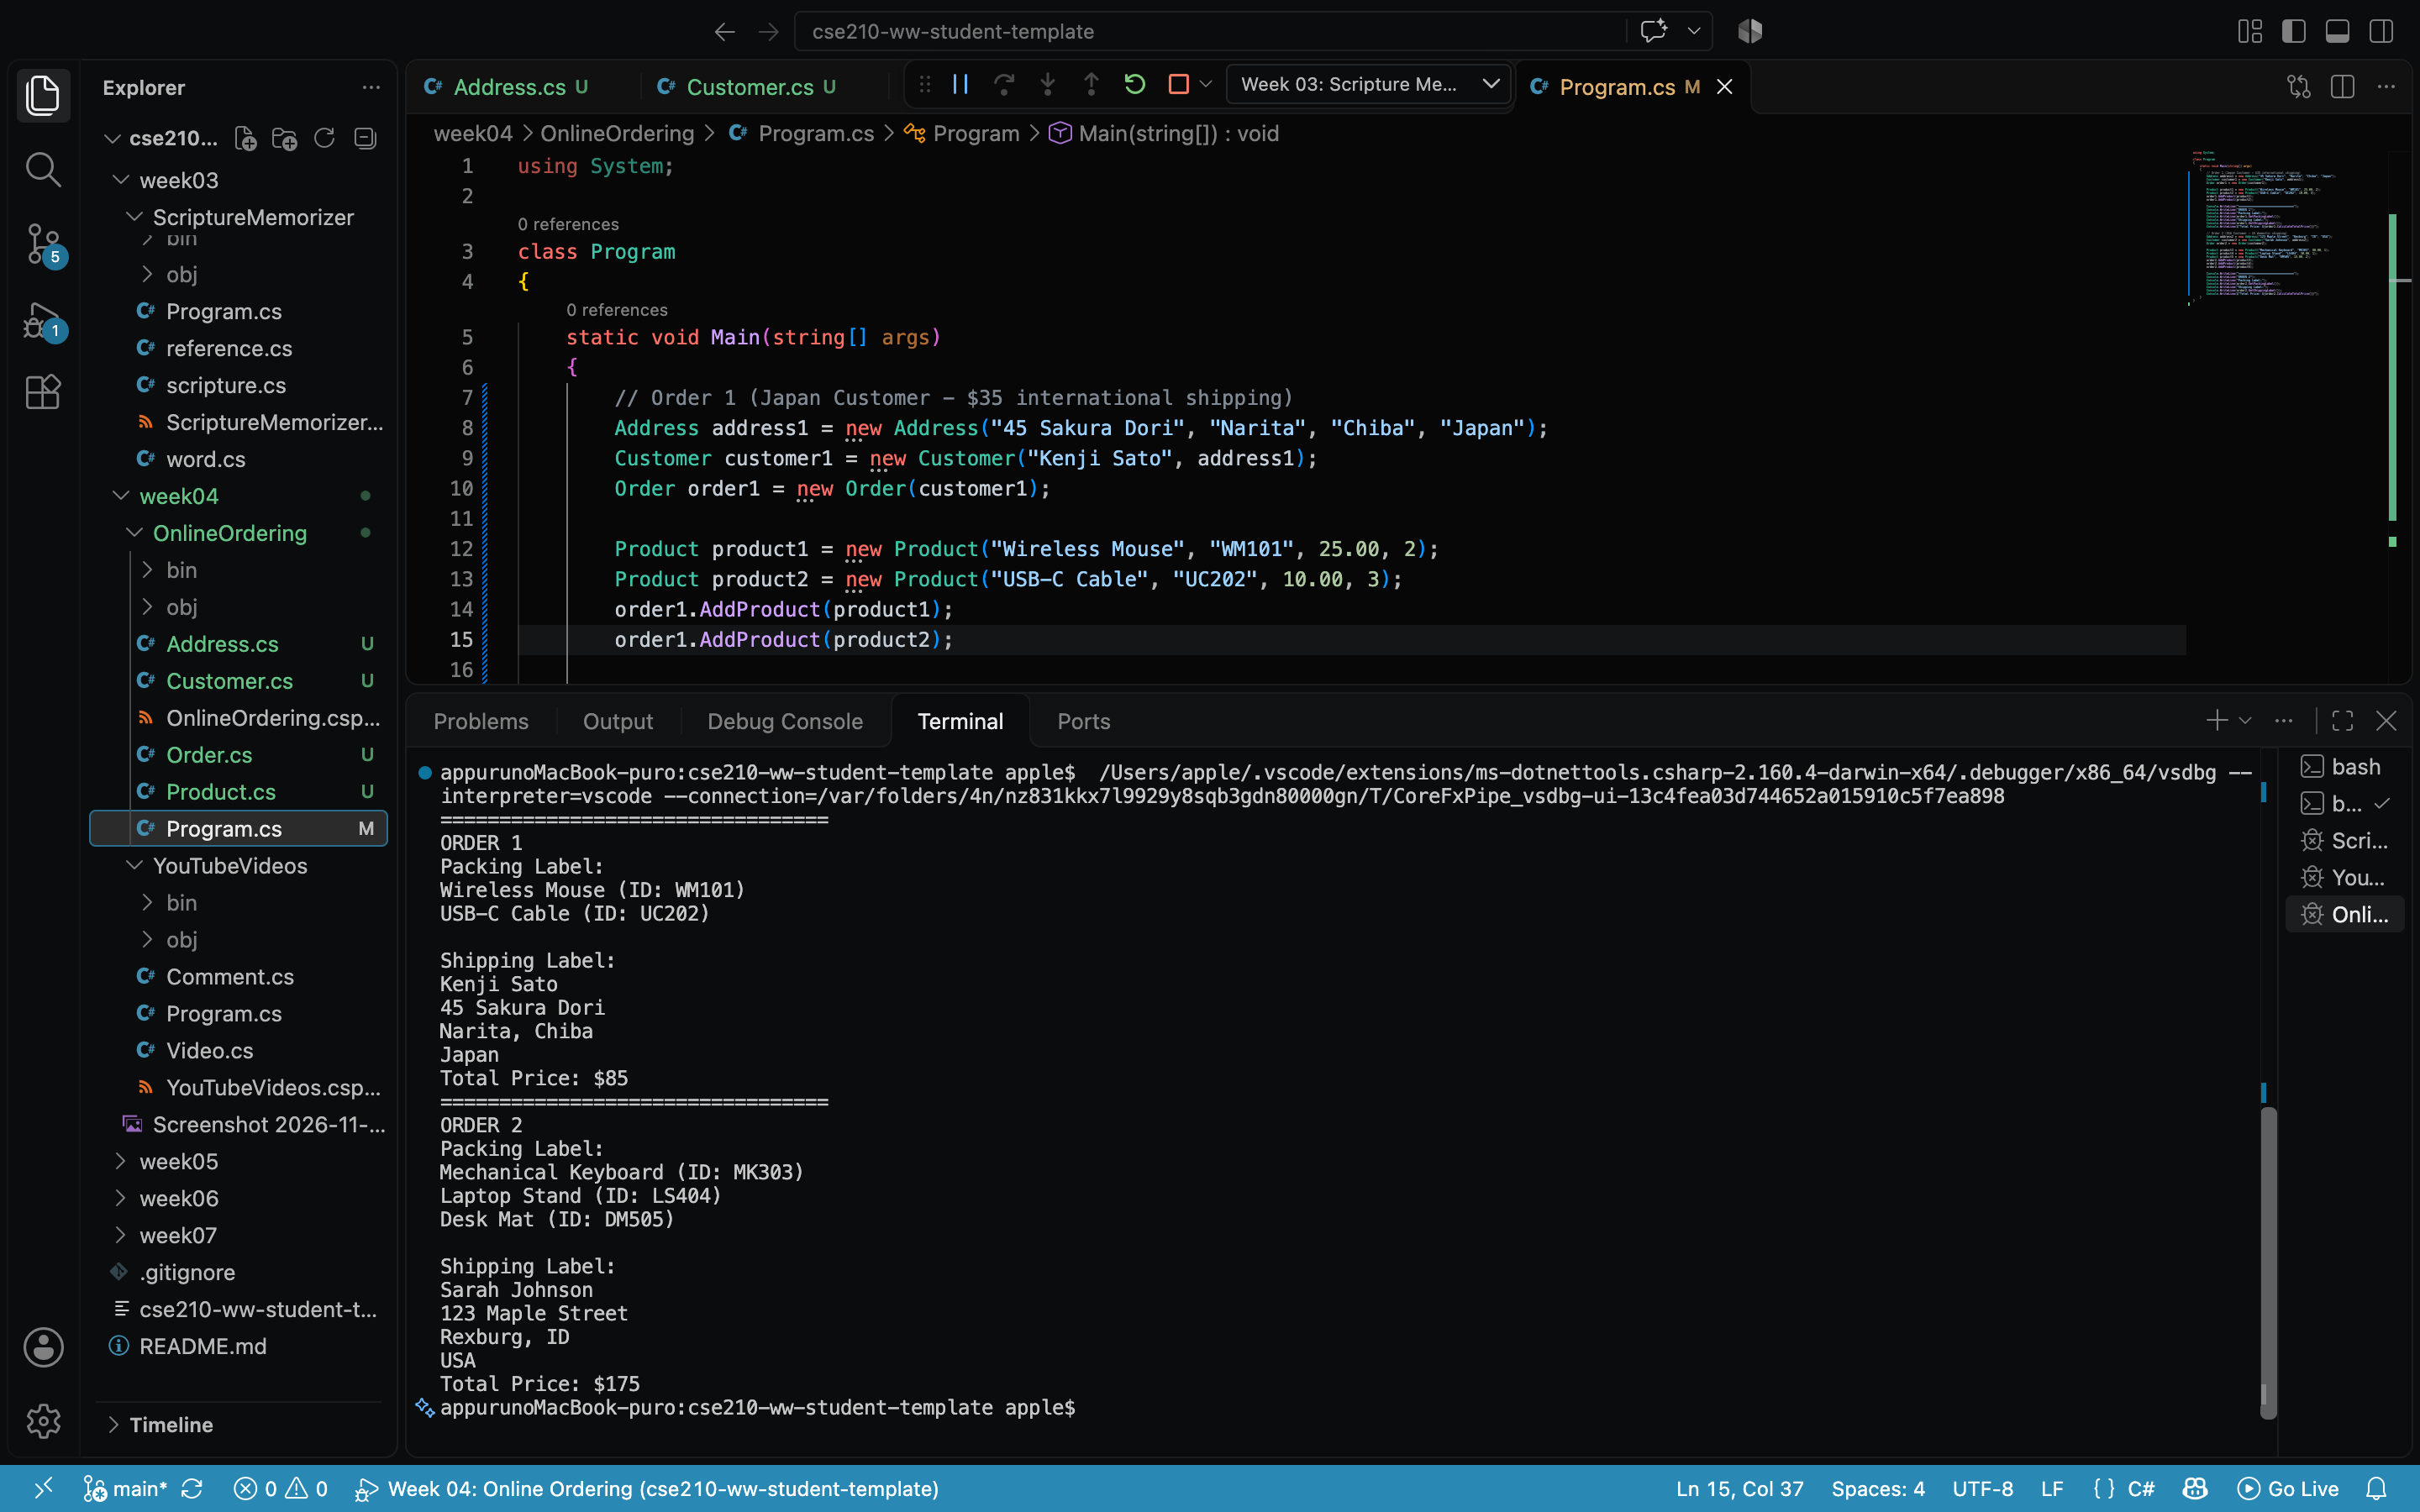 cse210-ww-student-template
Explorer
cse210...
week03
ScriptureMemorizer
bin
obj
Program.cs
reference.cs
scripture.cs
ScriptureMemorizer...
word.cs
week04
OnlineOrdering
bin
obj
Address.cs U
Customer.cs U
OnlineOrdering.csp...
Order.cs U
Product.cs U
Program.cs M
YouTubeVideos
bin
obj
Comment.cs
Program.cs
Video.cs
YouTubeVideos.csp...
Screenshot 2026-11-...
week05
week06
week07
.gitignore
cse210-ww-student-t...
README.md
Timeline
5
1
Address.cs U
Customer.cs U
Week 03: Scripture Me...
Program.cs M
week04 > OnlineOrdering > Program.cs > Program > Main(string[]) : void
1 using System;
2
0 references
3 class Program
4 {
0 references
5 static void Main(string[] args)
6 {
7 // Order 1 (Japan Customer – $35 international shipping)
8 Address address1 = new Address("45 Sakura Dori", "Narita", "Chiba", "Japan");
9 Customer customer1 = new Customer("Kenji Sato", address1);
10 Order order1 = new Order(customer1);
11
12 Product product1 = new Product("Wireless Mouse", "WM101", 25.00, 2);
13 Product product2 = new Product("USB-C Cable", "UC202", 10.00, 3);
14 order1.AddProduct(product1);
15 order1.AddProduct(product2);
16
Problems Output Debug Console Terminal Ports
appurunoMacBook-puro:cse210-ww-student-template apple$ /Users/apple/.vscode/extensions/ms-dotnettools.csharp-2.160.4-darwin-x64/.debugger/x86_64/vsdbg --
interpreter=vscode --connection=/var/folders/4n/nz831kkx7l9929y8sqb3gdn80000gn/T/CoreFxPipe_vsdbg-ui-13c4fea03d744652a015910c5f7ea898
=================================
ORDER 1
Packing Label:
Wireless Mouse (ID: WM101)
USB-C Cable (ID: UC202)
Shipping Label:
Kenji Sato
45 Sakura Dori
Narita, Chiba
Japan
Total Price: $85
=================================
ORDER 2
Packing Label:
Mechanical Keyboard (ID: MK303)
Laptop Stand (ID: LS404)
Desk Mat (ID: DM505)
Shipping Label:
Sarah Johnson
123 Maple Street
Rexburg, ID
USA
Total Price: $175
appurunoMacBook-puro:cse210-ww-student-template apple$
bash
b...
Scri...
You...
Onli...
main* 0 0 Week 04: Online Ordering (cse210-ww-student-template)
Ln 15, Col 37 Spaces: 4 UTF-8 LF {} C# Go Live